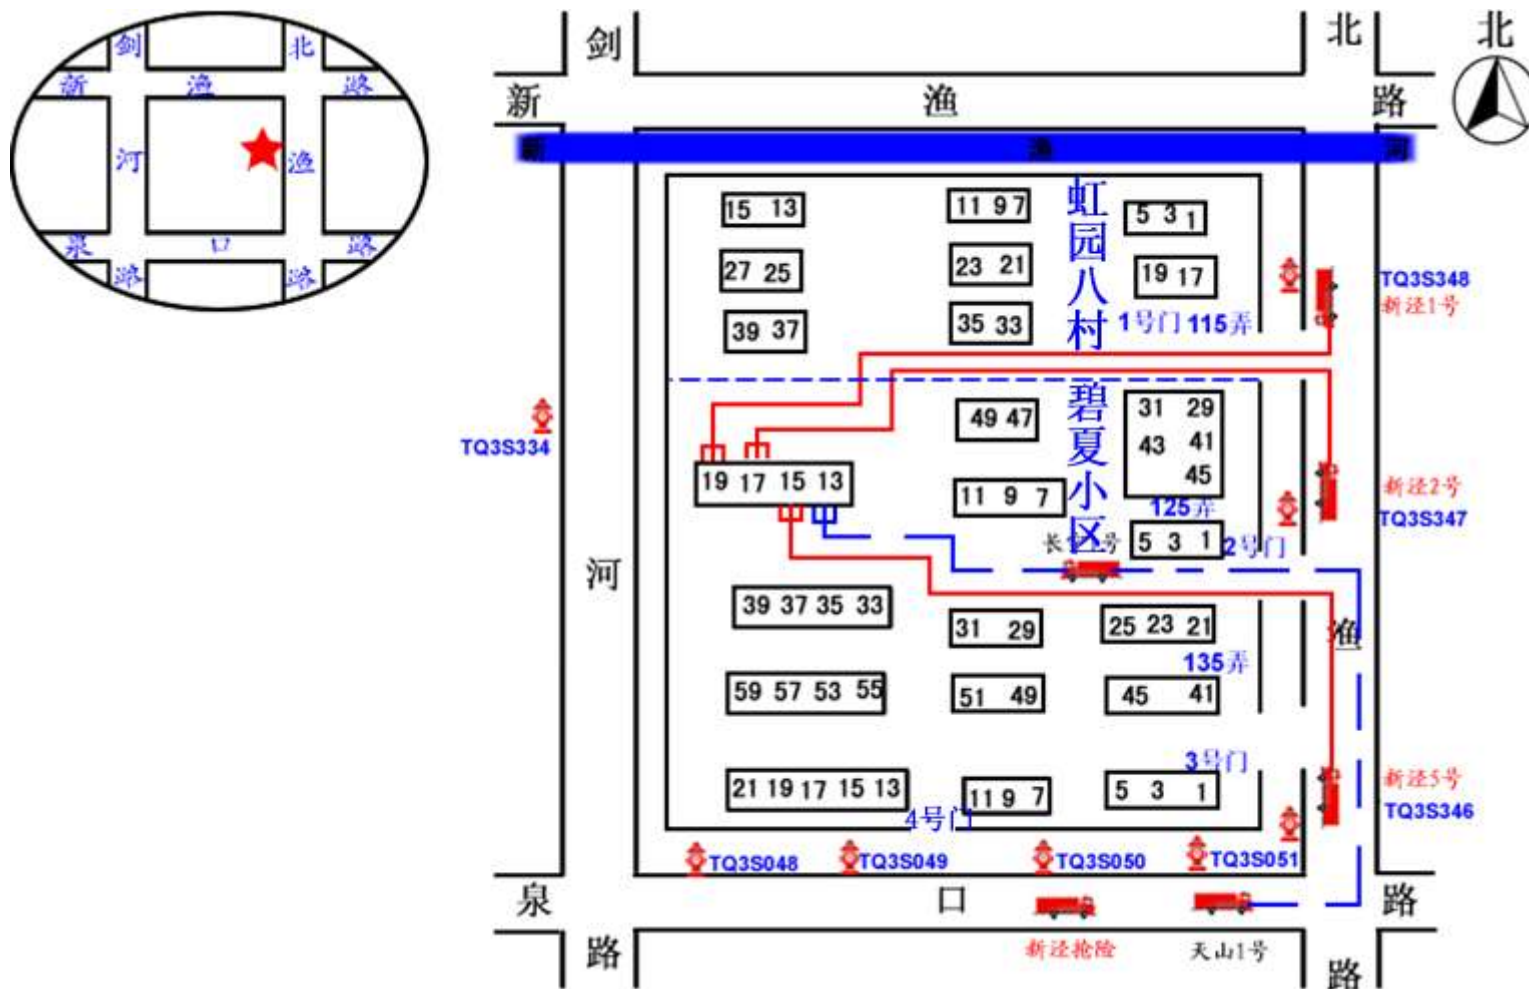 剑 北
新 渔 路
河 渔
泉 口 路
路 路
剑 北 北
新 渔 路
新 渔 河
虹园八村
15 13
11 9 7
5 3 1
27 25
23 21
19 17
39 37
35 33
1号门 115弄
TQ3S348
新泾1号
碧夏小区
49 47
31 29
43 41
45
TQ3S334
19 17 15 13
11 9 7
125弄
新泾2号
TQ3S347
5 3 1
2号门
河
39 37 35 33
31 29
25 23 21
渔
135弄
59 57 53 55
51 49
45 41
3号门
21 19 17 15 13
11 9 7
5 3 1
新泾5号
TQ3S346
4号门
TQ3S048
TQ3S049
TQ3S050
TQ3S051
泉 口 路
路 新泾抢险 天山1号 路